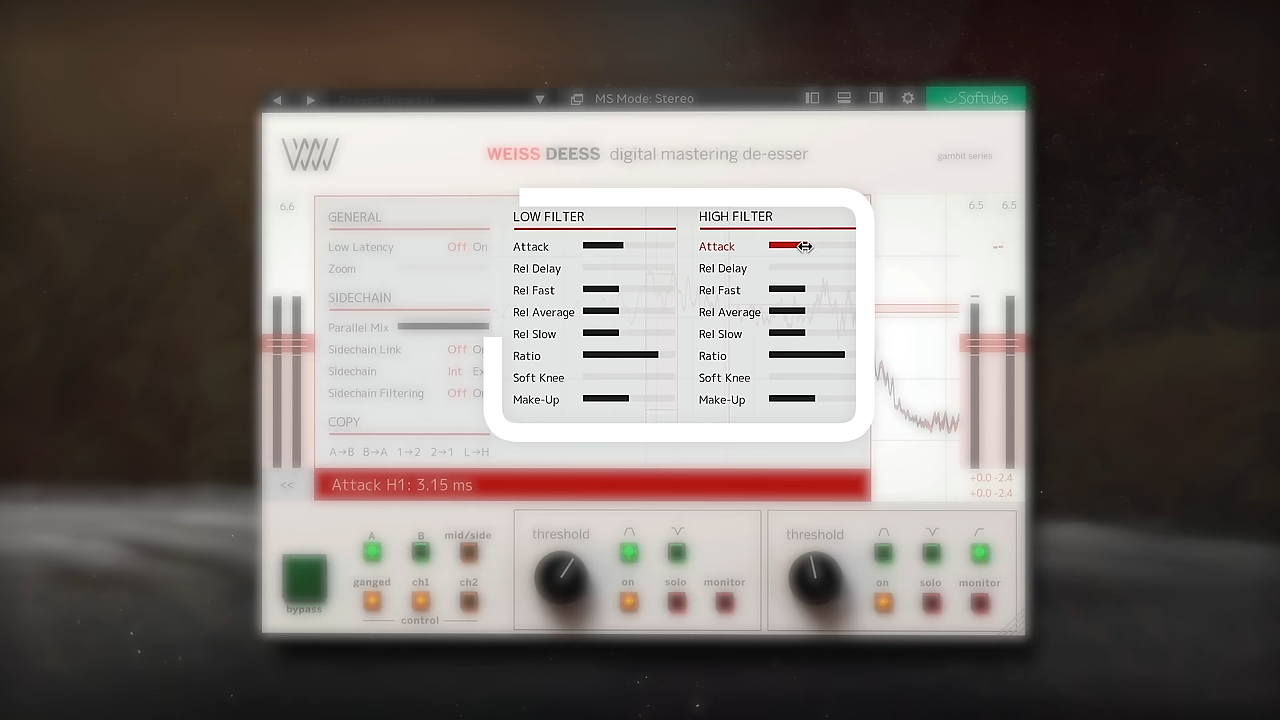 MS Mode: Stereo
Softube
WEISS DEESS digital mastering de-esser
gambit series
6.6
6.5 6.5
GENERAL
Low Latency Off On
Zoom
SIDECHAIN
Parallel Mix
Sidechain Link Off
Sidechain Int
Sidechain Filtering Off
COPY
A→B B→A 1→2 2→1 L→H
LOW FILTER
Attack
Rel Delay
Rel Fast
Rel Average
Rel Slow
Ratio
Soft Knee
Make-Up
HIGH FILTER
Attack
Rel Delay
Rel Fast
Rel Average
Rel Slow
Ratio
Soft Knee
Make-Up
<<
Attack H1: 3.15 ms
+0.0 -2.4
+0.0 -2.4
bypass
A B mid/side
ganged ch1 ch2
control
threshold
on solo monitor
threshold
on solo monitor